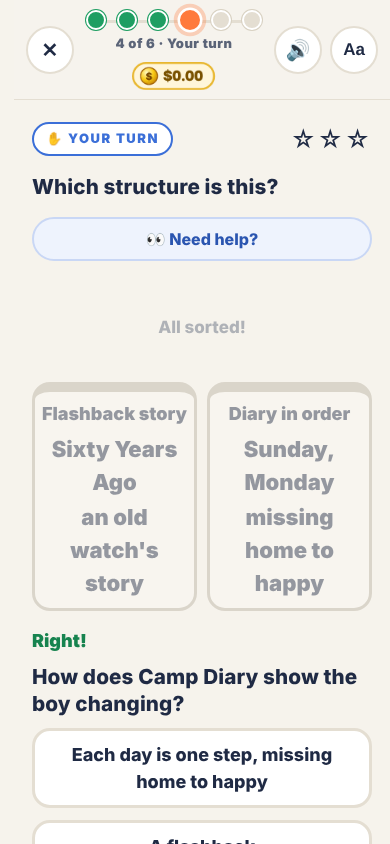 4 of 6 · Your turn
Aa
$ $0.00
✋ YOUR TURN
Which structure is this?
👀 Need help?
All sorted!
Flashback story
Sixty Years
Ago
an old
watch's
story
Diary in order
Sunday,
Monday
missing
home to
happy
Right!
How does Camp Diary show the
boy changing?
Each day is one step, missing
home to happy
A flashback